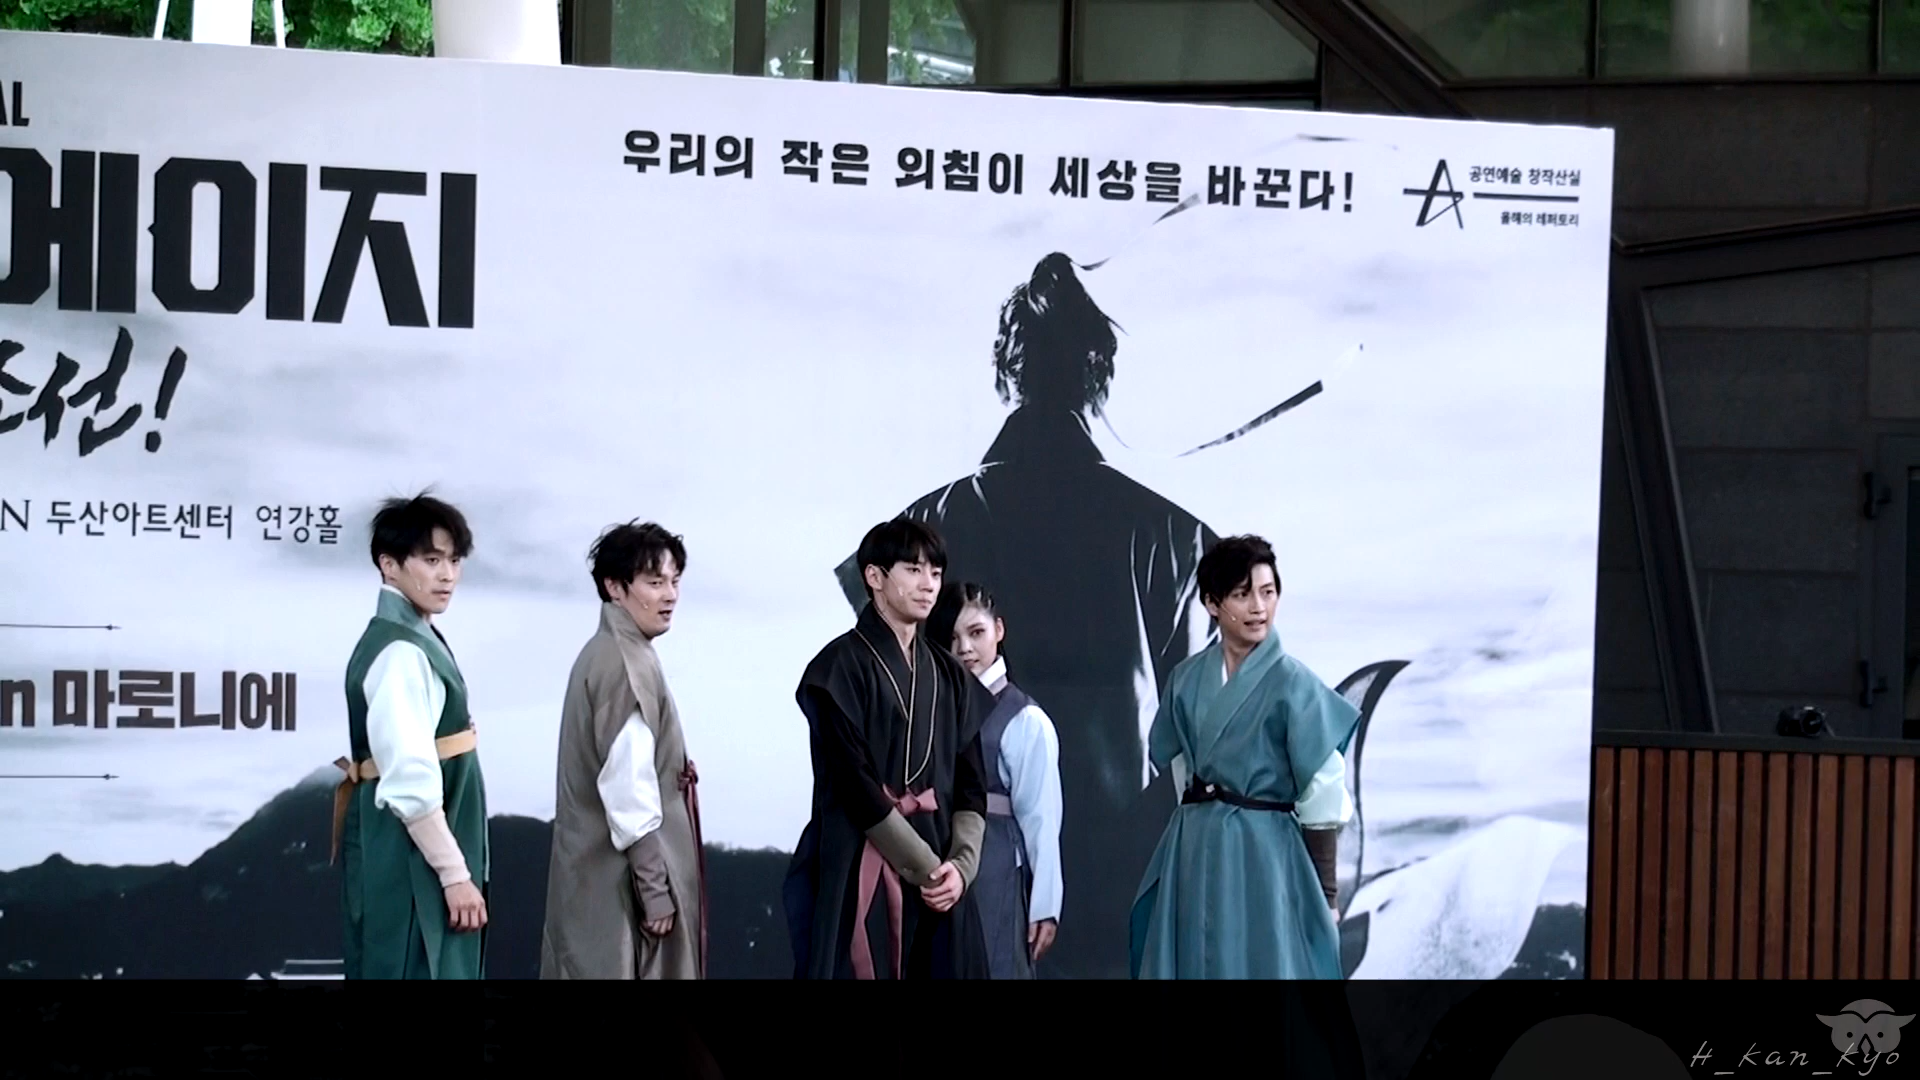 AL
우리의 작은 외침이 세상을 바꾼다!
공연예술 창작산실
올해의 레퍼토리
에이지
조선!
N 두산아트센터 연강홀
n 마로니에
H_kan_kyo